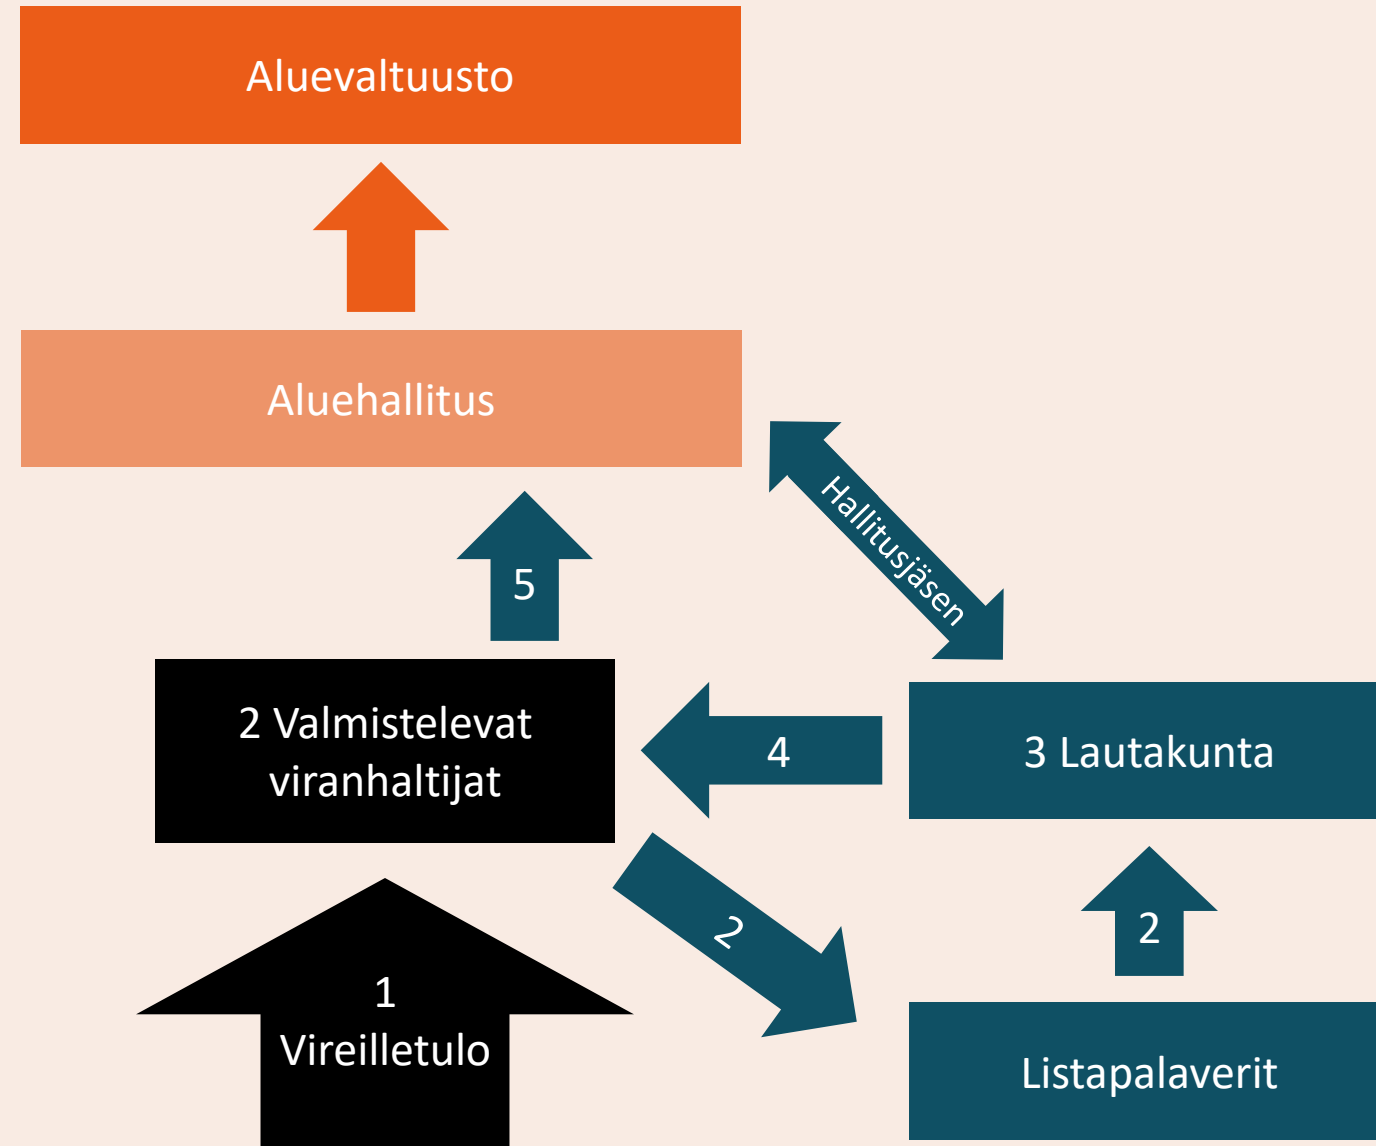 Aluevaltuusto
Aluehallitus
Hallitusjäsen
5
2 Valmistelevat
viranhaltijat
4
3 Lautakunta
2
2
1
Vireilletulo
Listapalaverit